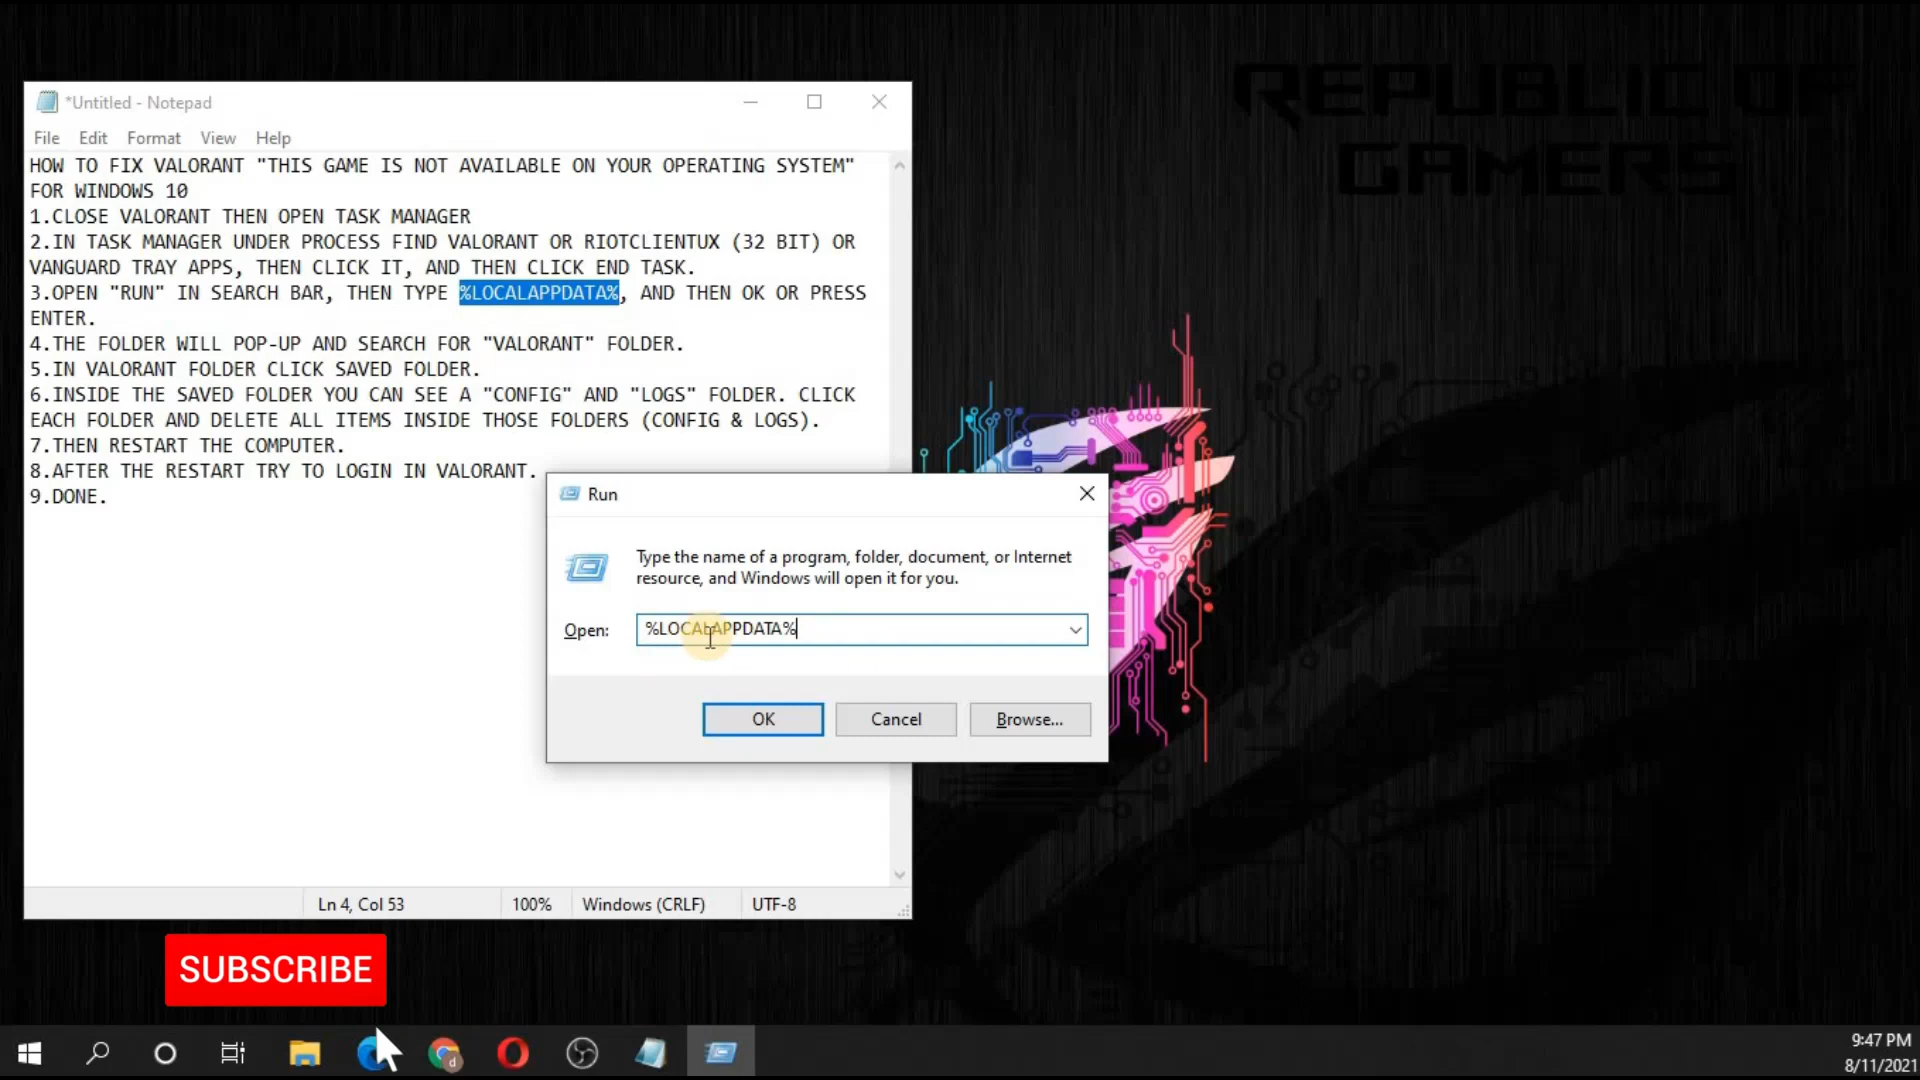 REPUBLIC OF
GAMERS
*Untitled - Notepad
File Edit Format View Help
HOW TO FIX VALORANT "THIS GAME IS NOT AVAILABLE ON YOUR OPERATING SYSTEM"
FOR WINDOWS 10
1.CLOSE VALORANT THEN OPEN TASK MANAGER
2.IN TASK MANAGER UNDER PROCESS FIND VALORANT OR RIOTCLIENTUX (32 BIT) OR
VANGUARD TRAY APPS, THEN CLICK IT, AND THEN CLICK END TASK.
3.OPEN "RUN" IN SEARCH BAR, THEN TYPE %LOCALAPPDATA%, AND THEN OK OR PRESS
ENTER.
4.THE FOLDER WILL POP-UP AND SEARCH FOR "VALORANT" FOLDER.
5.IN VALORANT FOLDER CLICK SAVED FOLDER.
6.INSIDE THE SAVED FOLDER YOU CAN SEE A "CONFIG" AND "LOGS" FOLDER. CLICK
EACH FOLDER AND DELETE ALL ITEMS INSIDE THOSE FOLDERS (CONFIG & LOGS).
7.THEN RESTART THE COMPUTER.
8.AFTER THE RESTART TRY TO LOGIN IN VALORANT.
9.DONE.
Run
Type the name of a program, folder, document, or Internet
resource, and Windows will open it for you.
Open: %LOCALAPPDATA%
OK Cancel Browse...
Ln 4, Col 53 100% Windows (CRLF) UTF-8
SUBSCRIBE
d
9:47 PM
8/11/2021